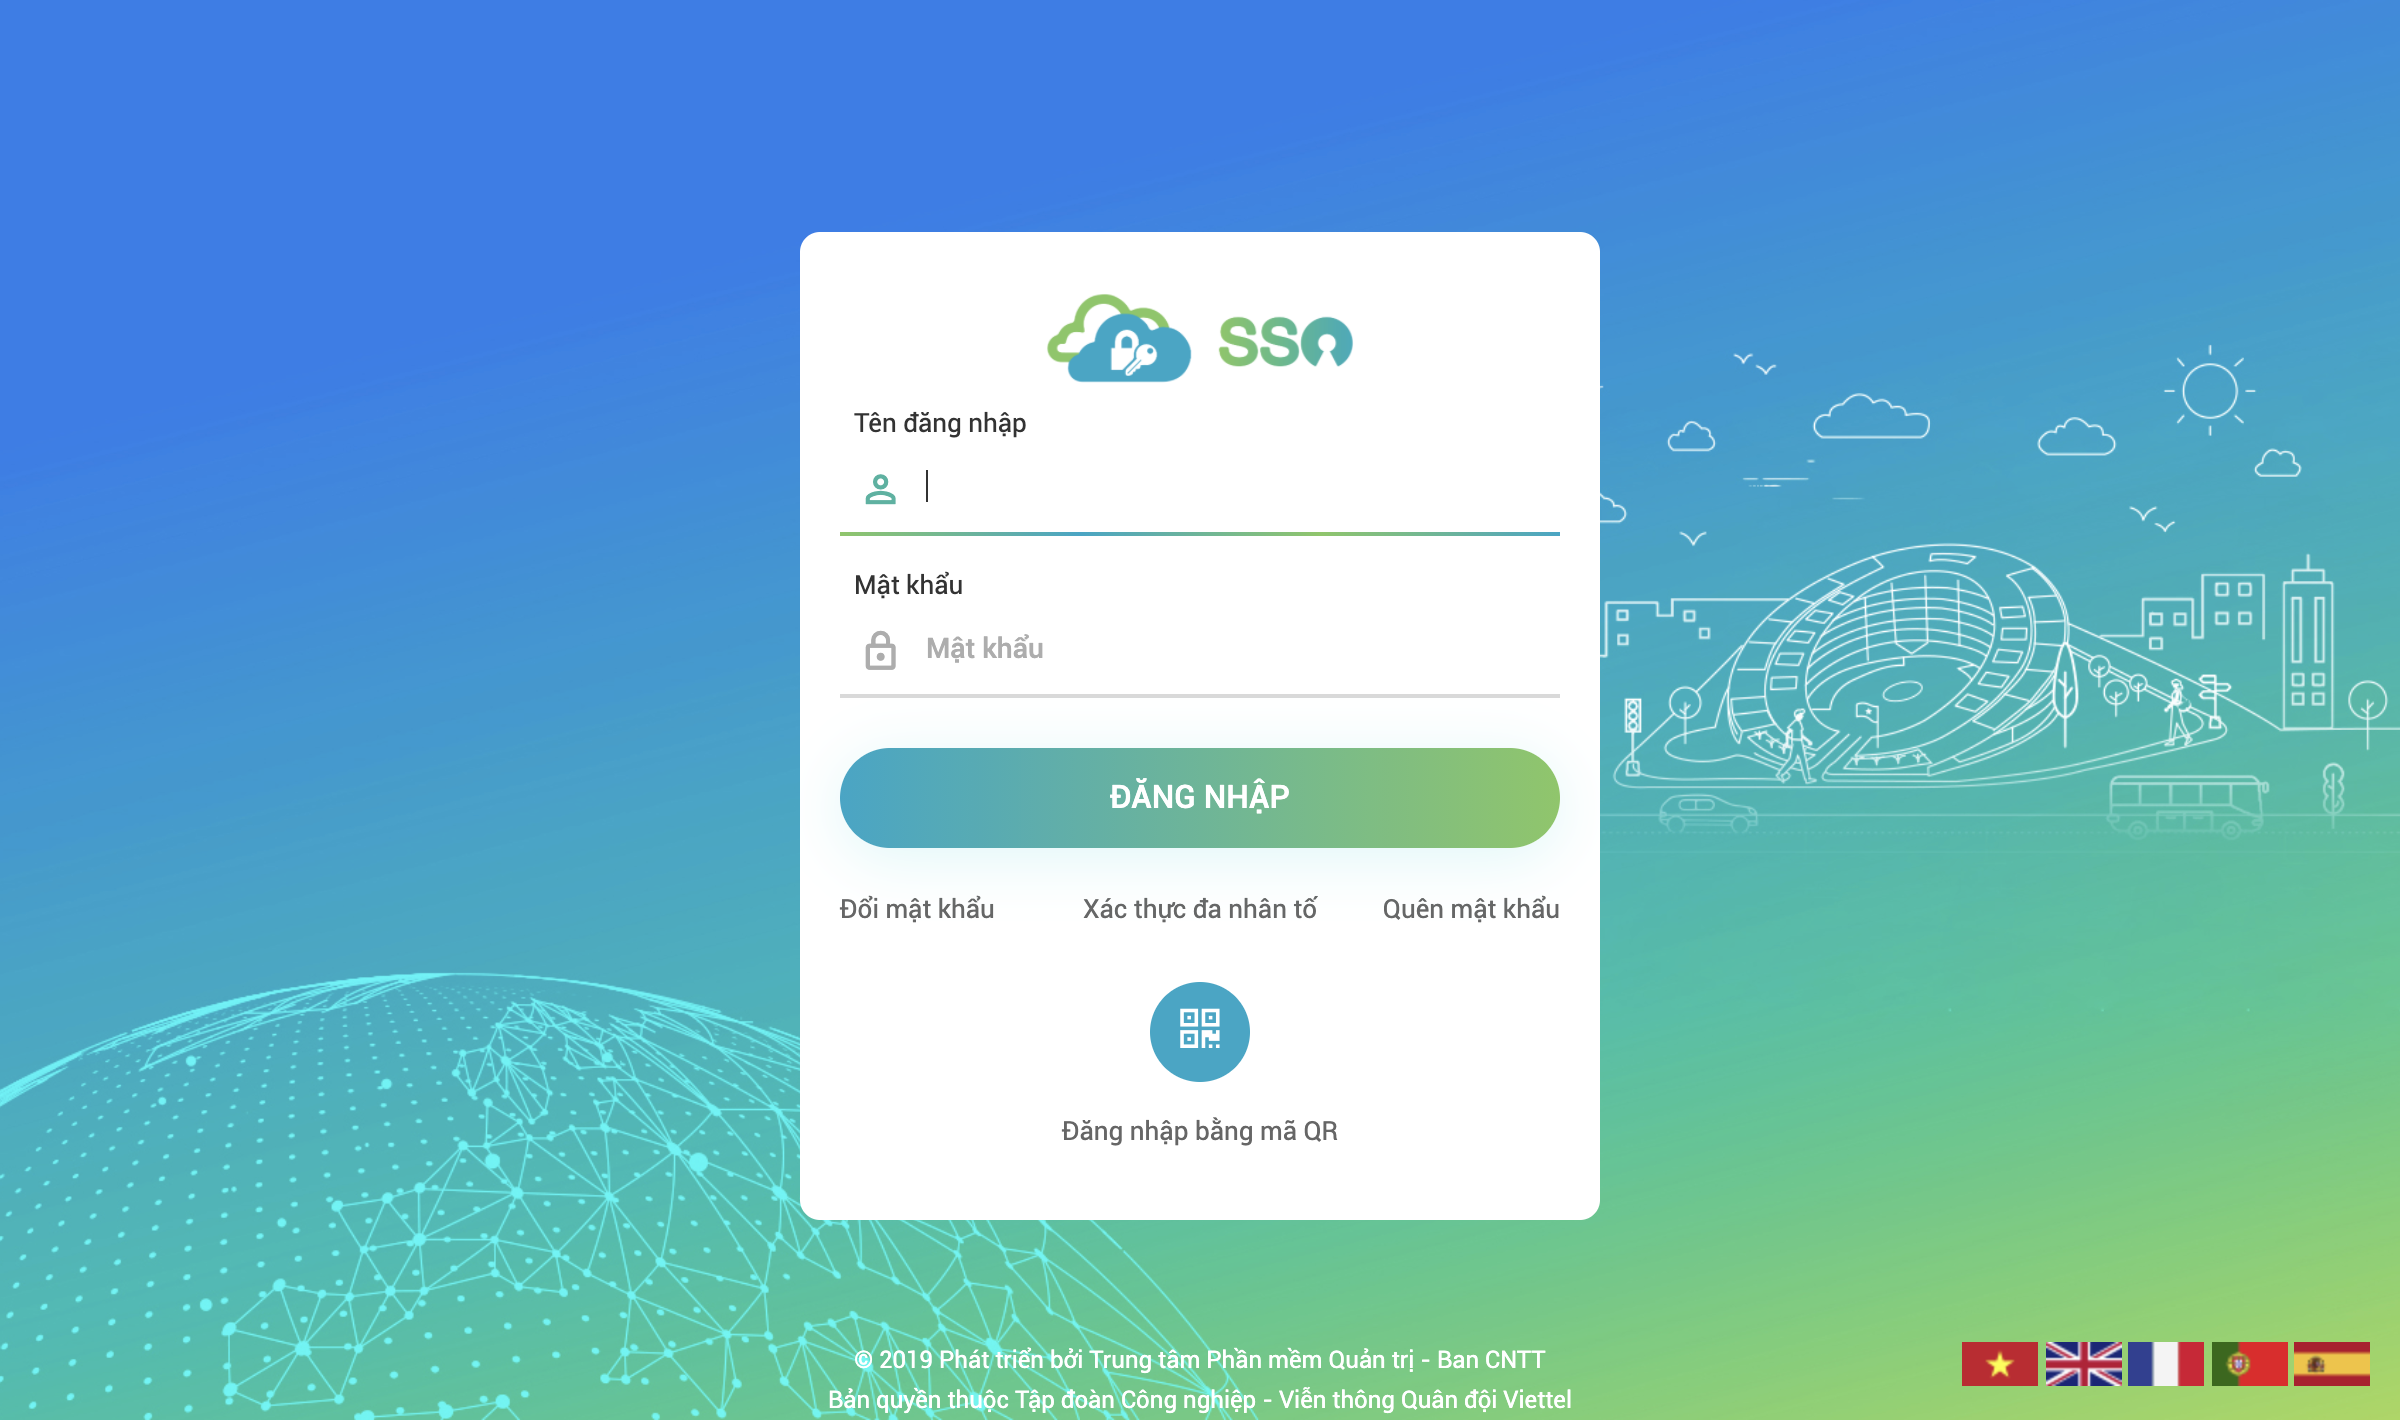 SSO
Tên đăng nhập
Mật khẩu
Mật khẩu
ĐĂNG NHẬP
Đổi mật khẩu
Xác thực đa nhân tố
Quên mật khẩu
Đăng nhập bằng mã QR
© 2019 Phát triển bởi Trung tâm Phần mềm Quản trị - Ban CNTT
Bản quyền thuộc Tập đoàn Công nghiệp - Viễn thông Quân đội Viettel